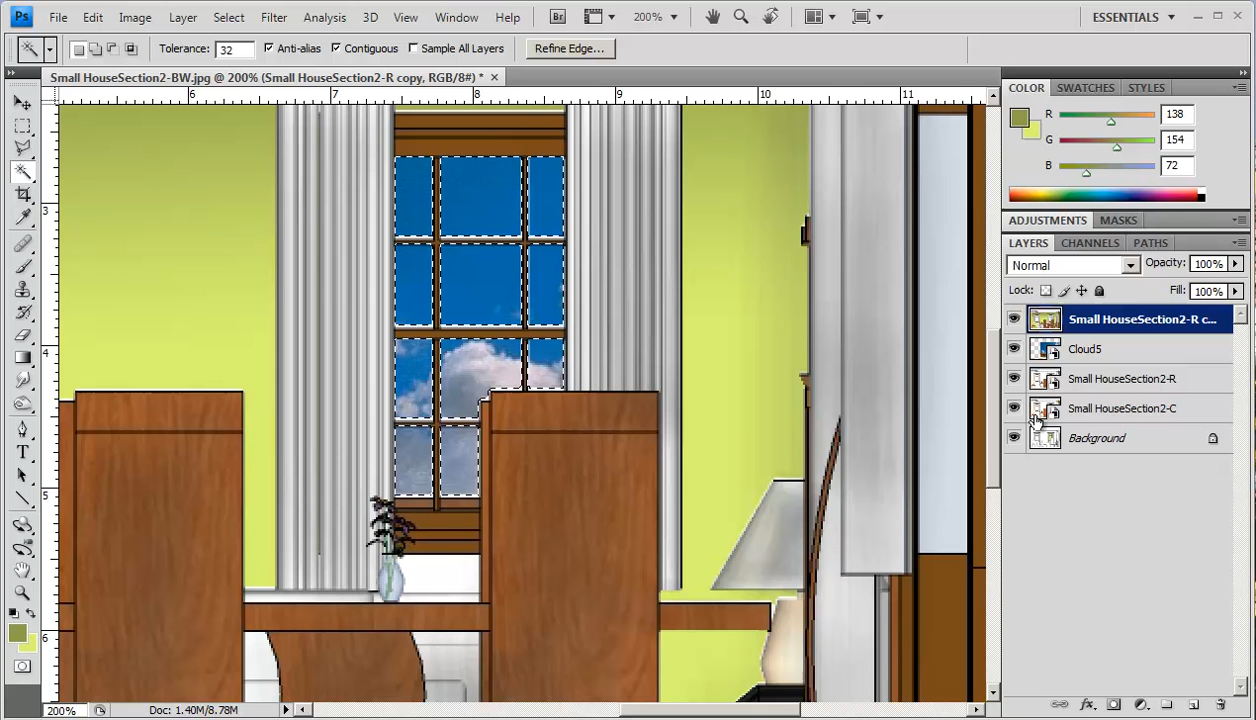 Ps File Edit Image Layer Select Filter Analysis 3D View Window Help Br 200% ESSENTIALS
Tolerance: 32 Anti-alias Contiguous Sample All Layers Refine Edge...
Small HouseSection2-BW.jpg @ 200% (Small HouseSection2-R copy, RGB/8#) *
6 7 8 9 10 11
3
4
5
6
COLOR SWATCHES STYLES
R 138
G 154
B 72
ADJUSTMENTS MASKS
LAYERS CHANNELS PATHS
Normal Opacity: 100%
Lock: Fill: 100%
Small HouseSection2-R c...
Cloud5
Small HouseSection2-R
Small HouseSection2-C
Background
T
200% Doc: 1.40M/8.78M fx